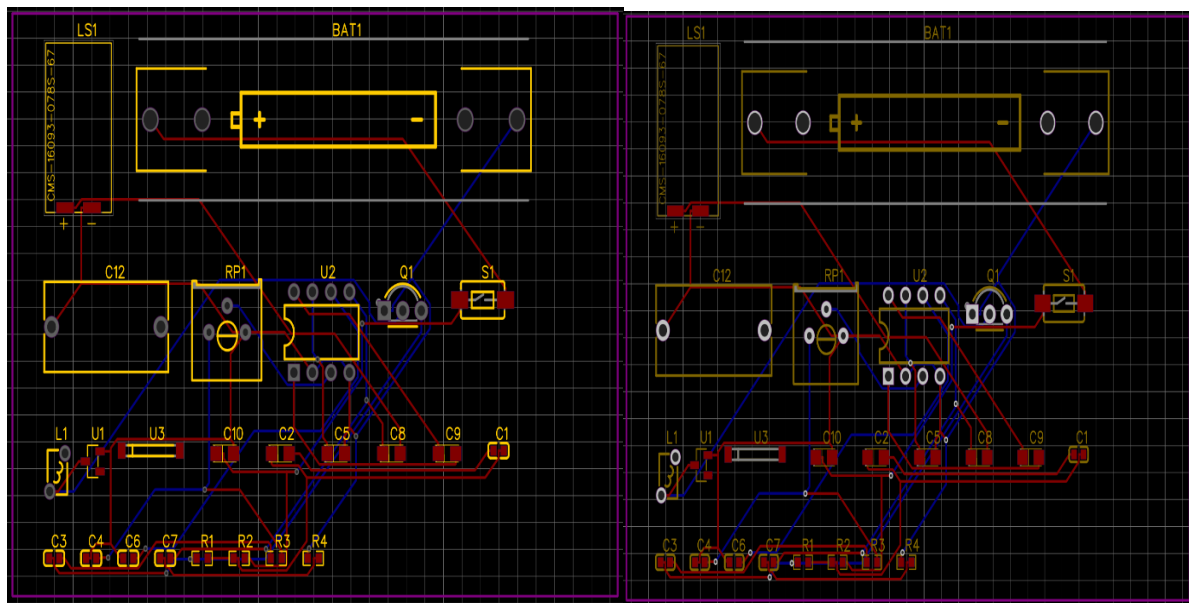 LS1 BAT1
CMS-16093-078S-67
+ -
+ -
C12 RP1 U2 Q1 S1
L1 U1 U3 C10 C2 C5 C8 C9 C1
C3 C4 C6 C7 R1 R2 R3 R4
LS1 BAT1
CMS-16093-078S-67
+ -
+ -
C12 RP1 U2 Q1 S1
L1 U1 U3 C10 C2 C5 C8 C9 C1
C3 C4 C6 C7 R1 R2 R3 R4